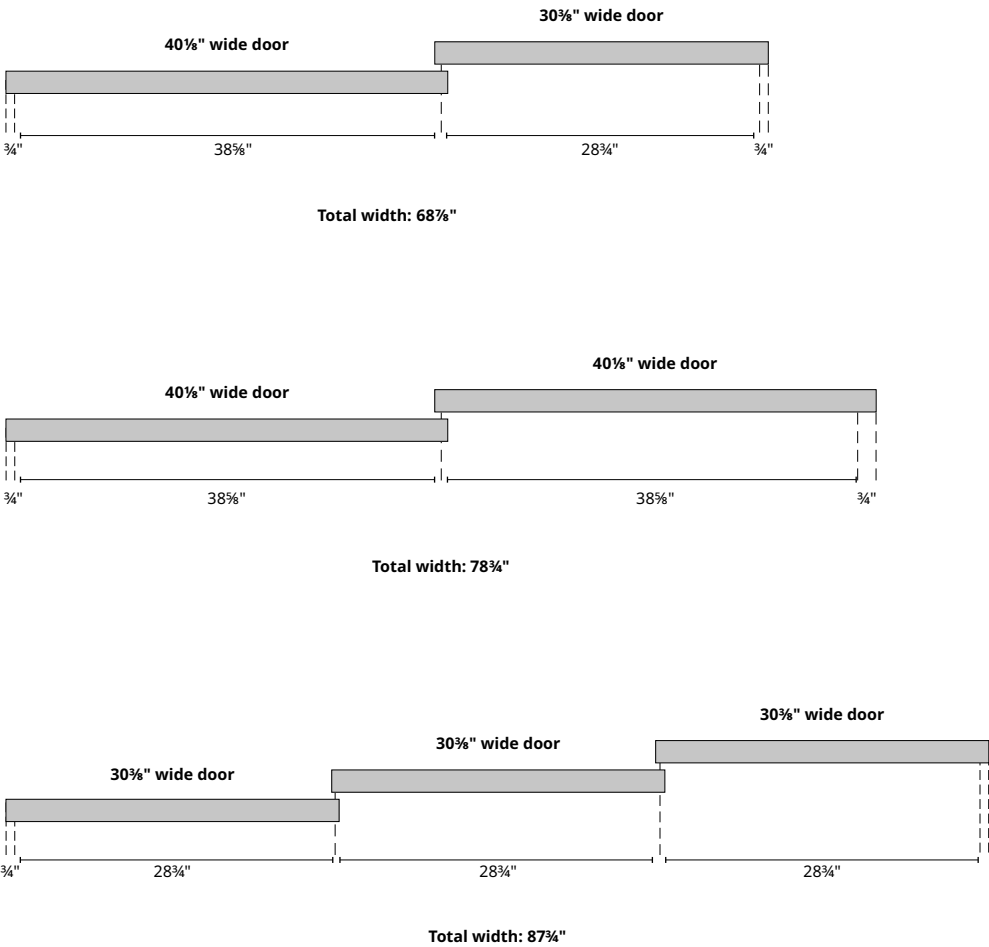 30⅜" wide door
40⅛" wide door
¾" 38⅝" 28¾" ¾"
Total width: 68⅞"
40⅛" wide door
40⅛" wide door
¾" 38⅝" 38⅝" ¾"
Total width: 78¾"
30⅜" wide door
30⅜" wide door
30⅜" wide door
¾" 28¾" 28¾" 28¾"
Total width: 87¾"